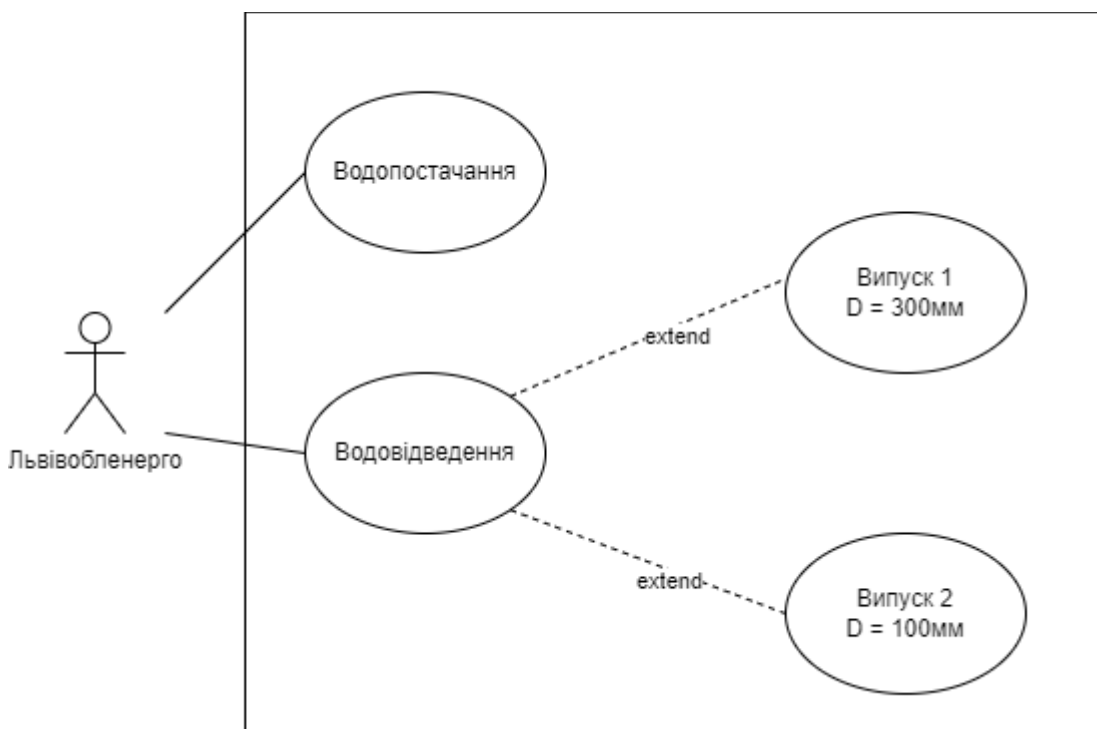 Водопостачання
Випуск 1
D = 300мм
extend
Львівобленерго
Водовідведення
extend
Випуск 2
D = 100мм